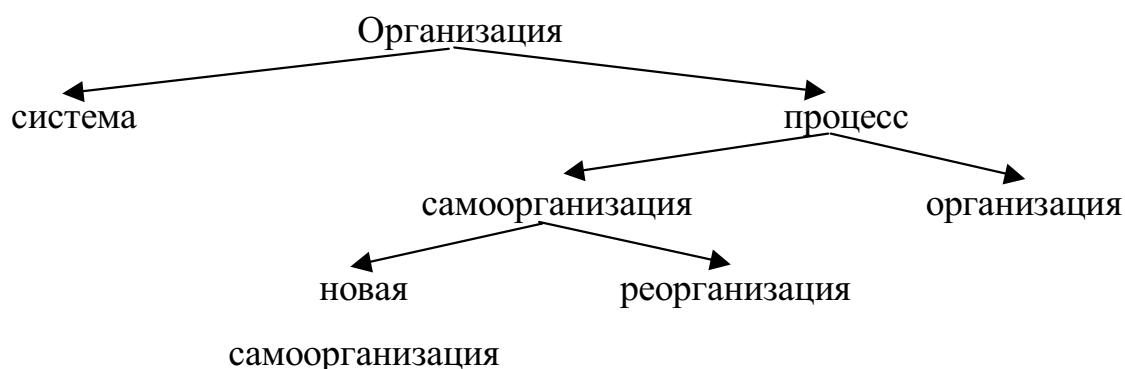 Организация
система процесс
самоорганизация организация
новая реорганизация
самоорганизация